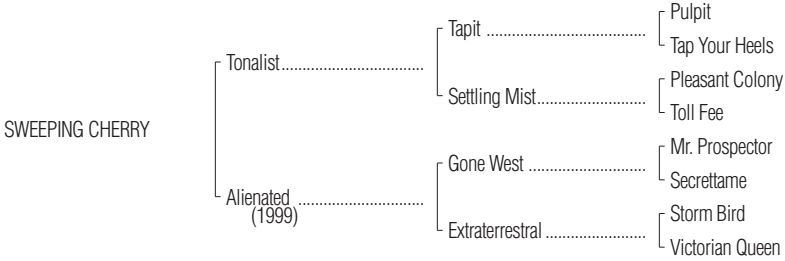 Pulpit
Tapit ....................................
Tap Your Heels
Tonalist................................
Pleasant Colony
Settling Mist.........................
Toll Fee
SWEEPING CHERRY
Mr. Prospector
Gone West ...........................
Secrettame
Alienated ............................
(1999)
Storm Bird
Extraterrestral .......................
Victorian Queen